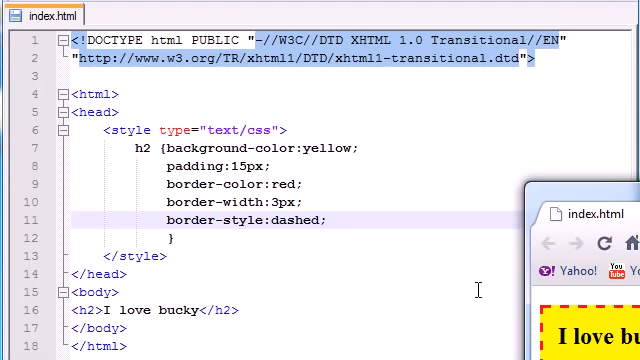 index.html
1 <!DOCTYPE html PUBLIC "-//W3C//DTD XHTML 1.0 Transitional//EN"
2 "http://www.w3.org/TR/xhtml1/DTD/xhtml1-transitional.dtd">
3
4 <html>
5 <head>
6 <style type="text/css">
7 h2 {background-color:yellow;
8 padding:15px;
9 border-color:red;
10 border-width:3px;
11 border-style:dashed;
12 }
13 </style>
14 </head>
15 <body>
16 <h2>I love bucky</h2>
17 </body>
18 </html>
index.html
Yahoo!
You Tube
I love bu